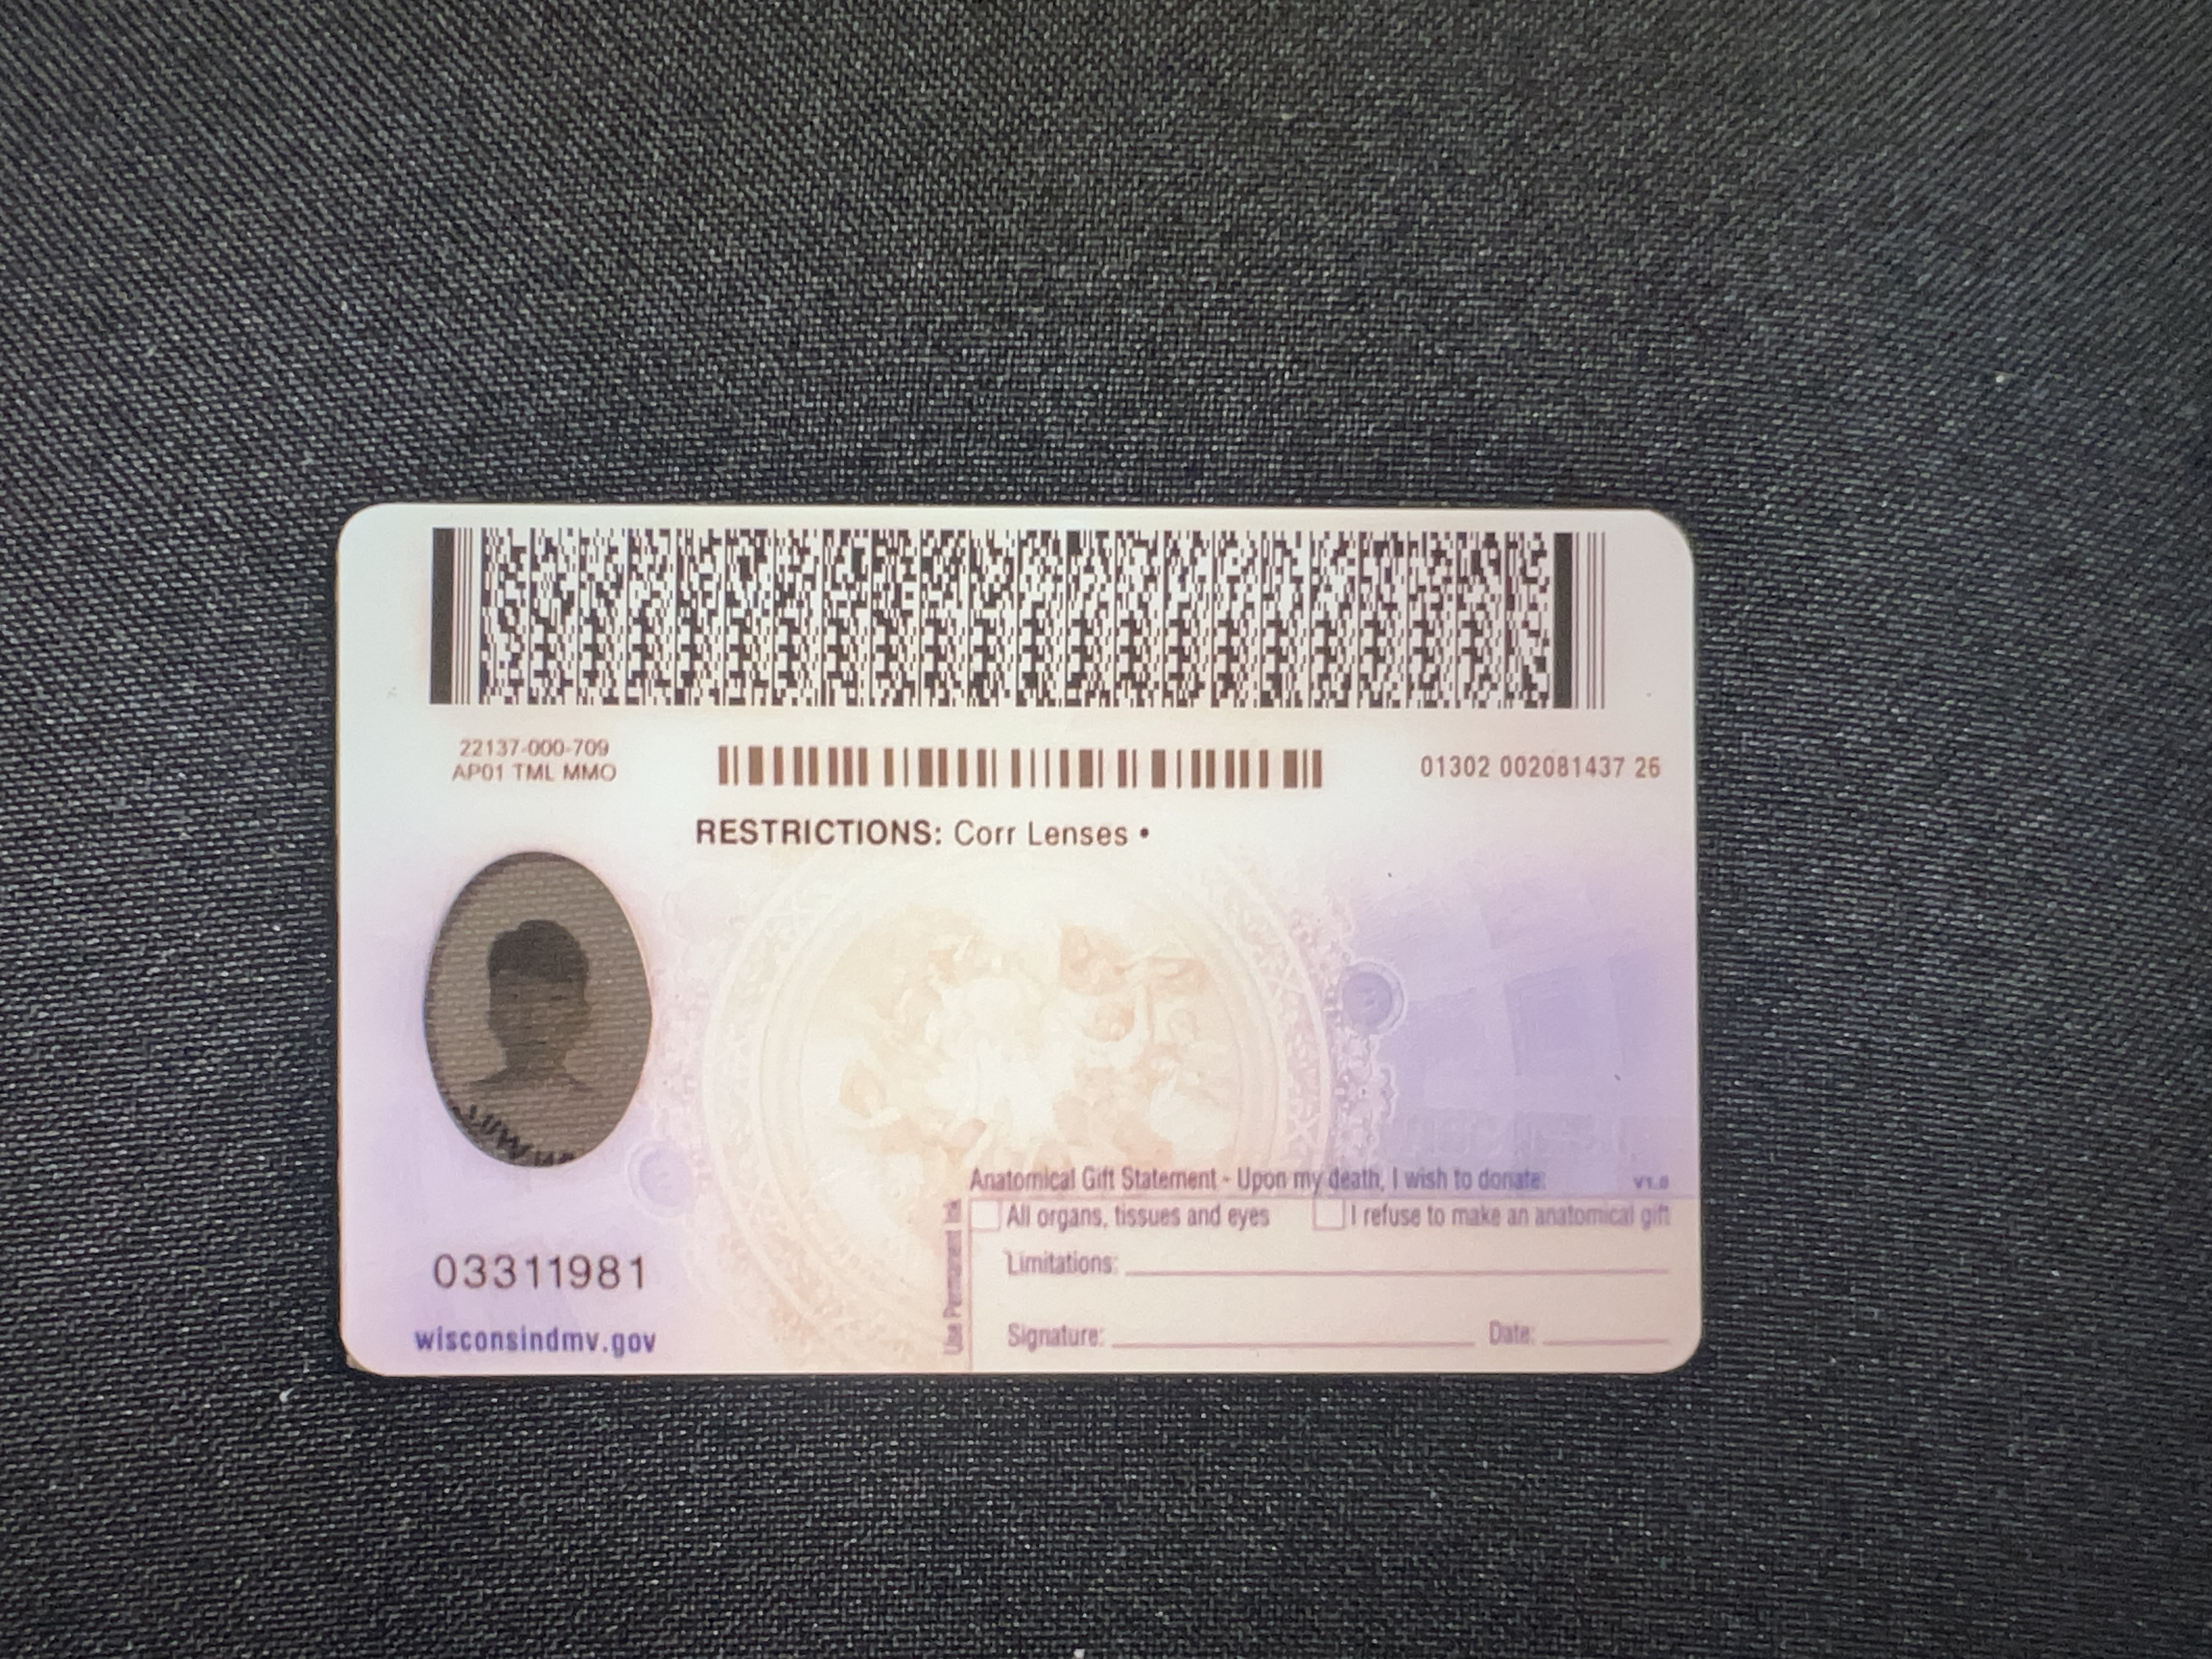 22137-000-709
AP01 TML MMO
01302 002081437 26
RESTRICTIONS: Corr Lenses •
Anatomical Gift Statement - Upon my death, I wish to donate:
V1.0
Use Permanent Ink
All organs, tissues and eyes
I refuse to make an anatomical gift
Limitations:
03311981
Signature:
Date:
wisconsindmv.gov